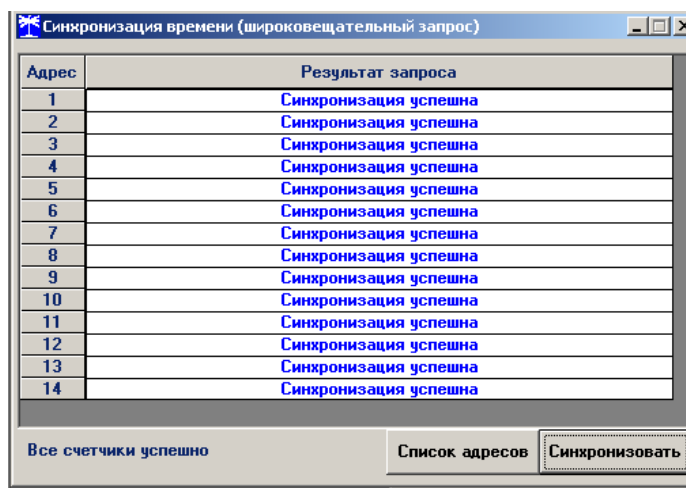 Синхронизация времени (широковещательный запрос)
Адрес Результат запроса
1 Синхронизация успешна
2 Синхронизация успешна
3 Синхронизация успешна
4 Синхронизация успешна
5 Синхронизация успешна
6 Синхронизация успешна
7 Синхронизация успешна
8 Синхронизация успешна
9 Синхронизация успешна
10 Синхронизация успешна
11 Синхронизация успешна
12 Синхронизация успешна
13 Синхронизация успешна
14 Синхронизация успешна
Все счетчики успешно Список адресов Синхронизовать